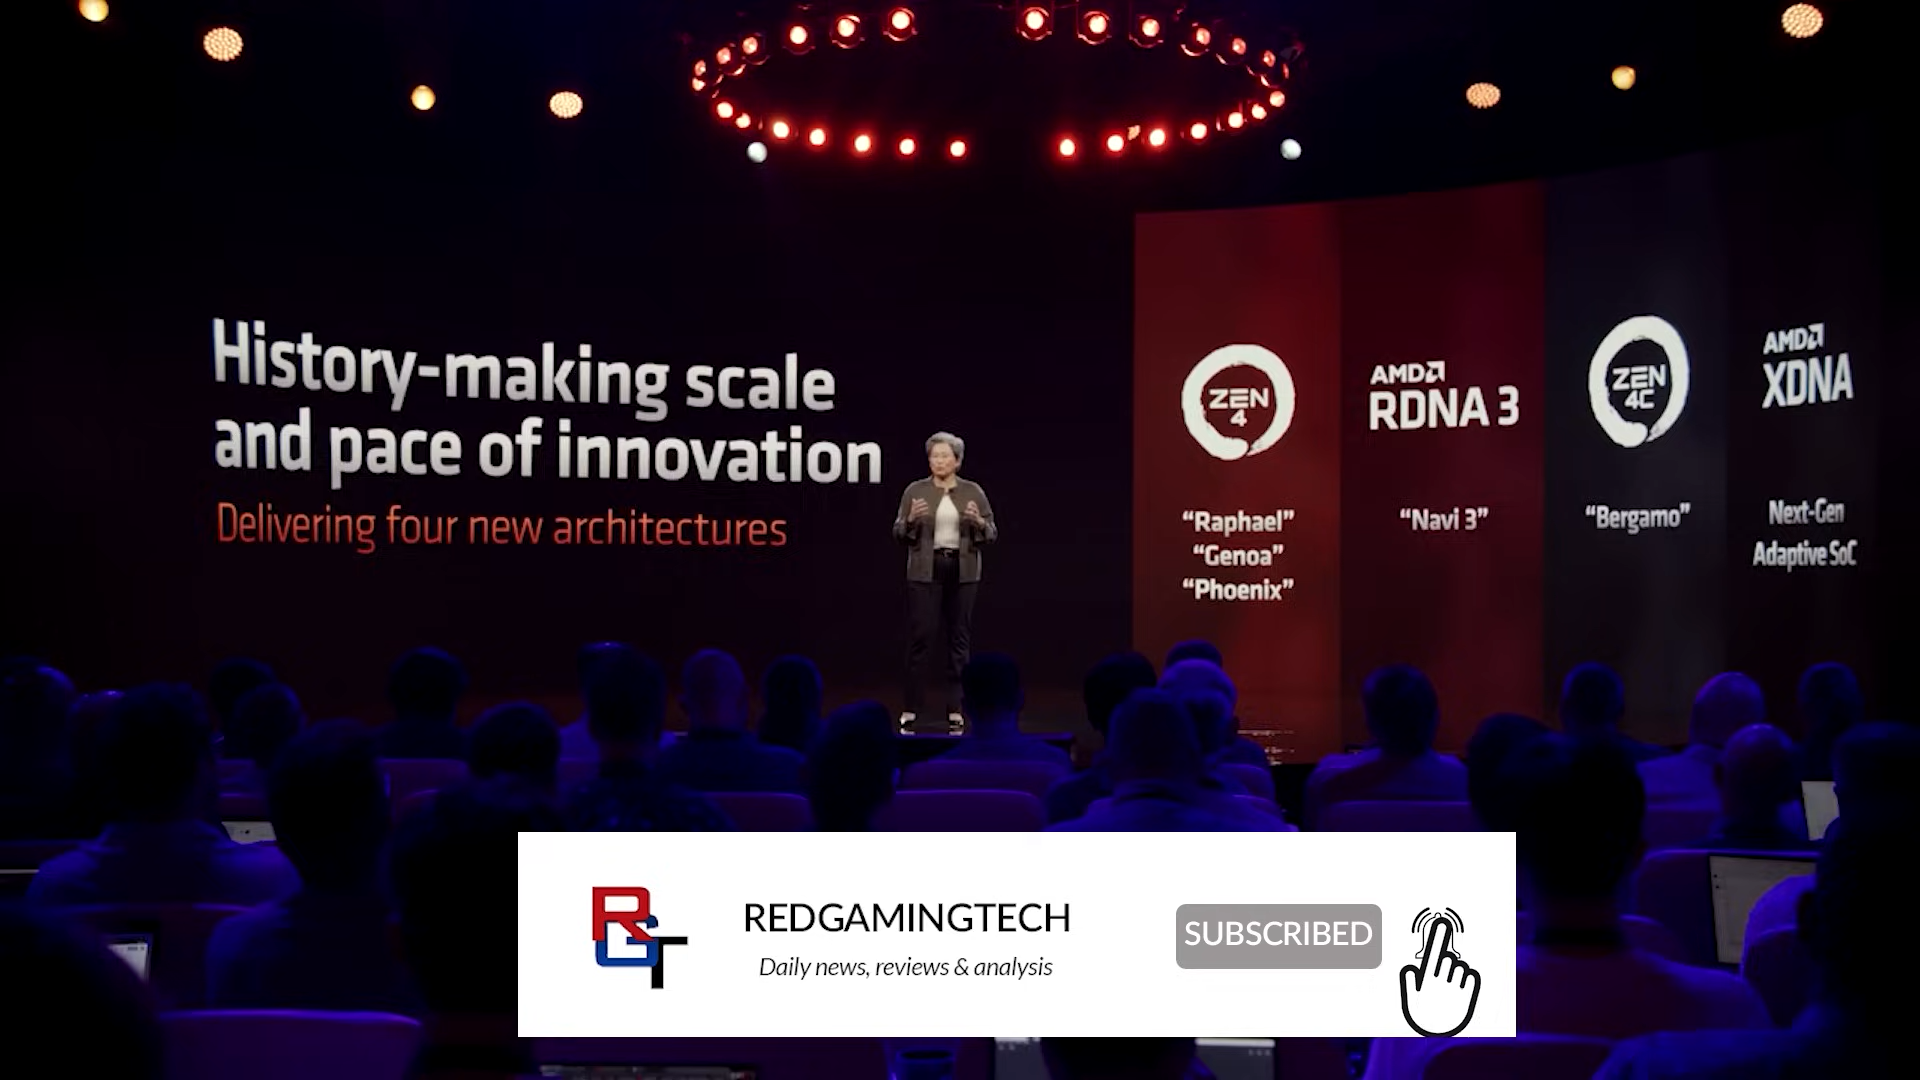 History-making scale
and pace of innovation
Delivering four new architectures
ZEN
4
"Raphael"
"Genoa"
"Phoenix"
AMD
RDNA 3
"Navi 3"
ZEN
4C
"Bergamo"
AMD
XDNA
Next-Gen
Adaptive SoC
RGT
REDGAMINGTECH
Daily news, reviews & analysis
SUBSCRIBED